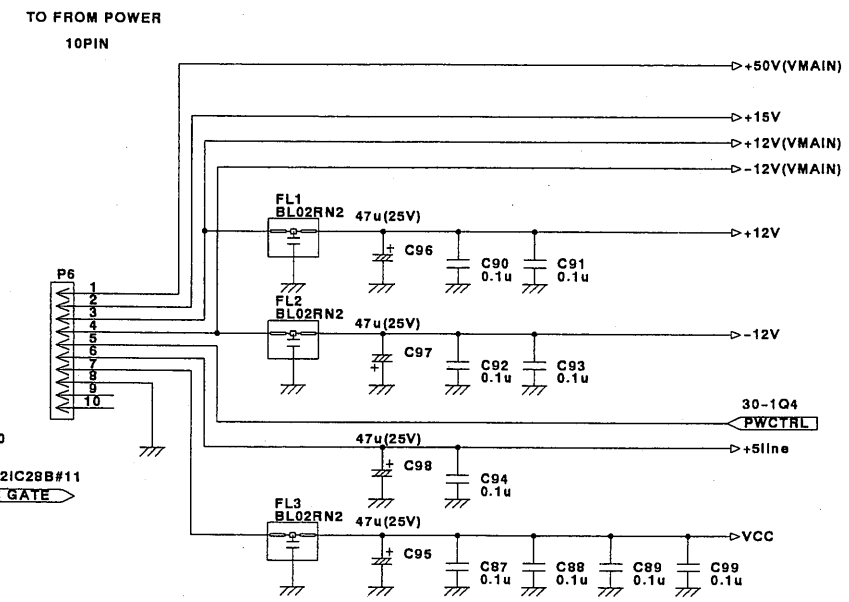 TO FROM POWER
10PIN
+50V(VMAIN)
+15V
+12V(VMAIN)
-12V(VMAIN)
FL1
BL02RN2
47u(25V)
+
C96
C90
0.1u
C91
0.1u
+12V
P6
1
2
3
4
5
6
7
8
9
10
FL2
BL02RN2
47u(25V)
+
C97
C92
0.1u
C93
0.1u
-12V
30-1Q4
PWCTRL
47u(25V)
+
C98
C94
0.1u
+5line
0
2IC28B#11
GATE
FL3
BL02RN2
47u(25V)
+
C95
C87
0.1u
C88
0.1u
C89
0.1u
C99
0.1u
VCC